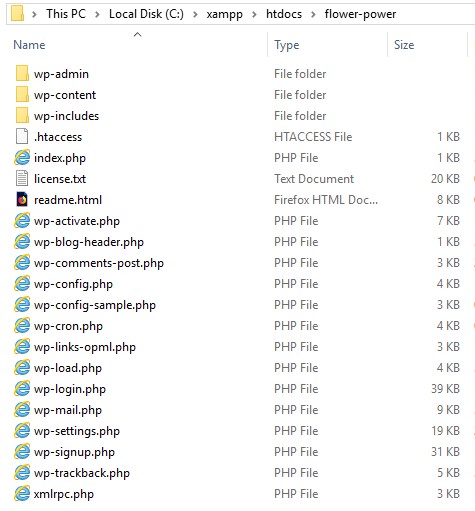 This PC > Local Disk (C:) > xampp > htdocs > flower-power
Name Type Size
wp-admin File folder
wp-content File folder
wp-includes File folder
.htaccess HTACCESS File 1 KB
index.php PHP File 1 KB
license.txt Text Document 20 KB
readme.html Firefox HTML Doc... 8 KB
wp-activate.php PHP File 7 KB
wp-blog-header.php PHP File 1 KB
wp-comments-post.php PHP File 3 KB
wp-config.php PHP File 4 KB
wp-config-sample.php PHP File 3 KB
wp-cron.php PHP File 4 KB
wp-links-opml.php PHP File 3 KB
wp-load.php PHP File 4 KB
wp-login.php PHP File 39 KB
wp-mail.php PHP File 9 KB
wp-settings.php PHP File 19 KB
wp-signup.php PHP File 31 KB
wp-trackback.php PHP File 5 KB
xmlrpc.php PHP File 3 KB